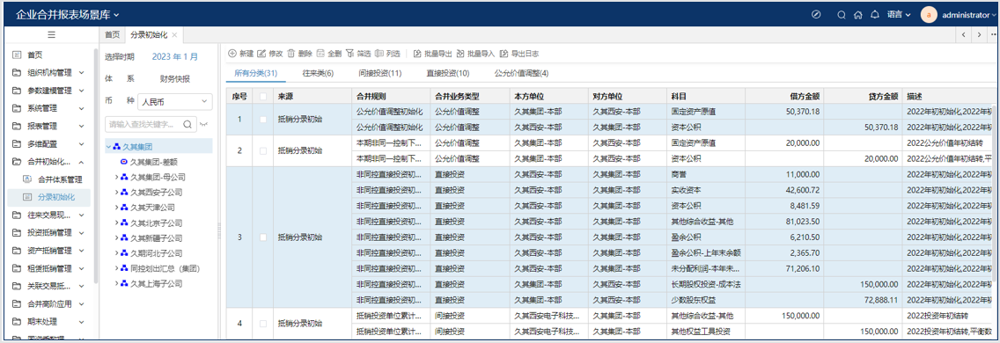 企业合并报表场景库
语言
a
administrator
首页
组织机构管理
参数建模管理
系统管理
报表管理
多维配置
合并初始化...
合并体系管理
分录初始化
往来交易现...
投资抵销管理
资产抵销管理
租赁抵销管理
关联交易抵...
合并高阶应用
期末处理
首页 分录初始化 ×
选择时期 2023 年 1 月
体 系 财务快报
币 种 人民币
请输入查找关键字...
久其集团
久其集团-差额
久其集团-母公司
久其西安子公司
久其天津公司
久其北京子公司
久其新疆子公司
久期河北子公司
同控划出汇总（集团）
久其上海子公司
新建 修改 删除 全删 筛选 列选 批量导出 批量导入 导出日志
所有分类(31) 往来类(6) 间接投资(11) 直接投资(10) 公允价值调整(4)
序号 来源 合并规则 合并业务类型 本方单位 对方单位 科目 借方金额 贷方金额 描述
1 抵销分录初始 公允价值调整初始化 公允价值调整 久其集团-本部 久其西安-本部 固定资产原值 50,370.18 2022年初初始化,2022年初
公允价值调整初始化 公允价值调整 久其集团-本部 久其西安-本部 资本公积 50,370.18 2022年初初始化,2022年初
2 抵销分录初始 本期非同一控制下... 公允价值调整 久其集团-本部 久其西安-本部 固定资产原值 20,000.00 2022公允价值年初结转
本期非同一控制下... 公允价值调整 久其集团-本部 久其西安-本部 资本公积 20,000.00 2022公允价值年初结转,平
3 抵销分录初始 非同控直接投资初... 直接投资 久其西安-本部 久其集团-本部 商誉 11,000.00 2022年初初始化,2022年初
非同控直接投资初... 直接投资 久其西安-本部 久其集团-本部 实收资本 42,600.72 2022年初初始化,2022年初
非同控直接投资初... 直接投资 久其西安-本部 久其集团-本部 资本公积 8,481.59 2022年初初始化,2022年初
非同控直接投资初... 直接投资 久其西安-本部 久其集团-本部 其他综合收益-其他 81,023.50 2022年初初始化,2022年初
非同控直接投资初... 直接投资 久其西安-本部 久其集团-本部 盈余公积 6,210.50 2022年初初始化,2022年初
非同控直接投资初... 直接投资 久其西安-本部 久其集团-本部 盈余公积-上年末余额 2,365.70 2022年初初始化,2022年初
非同控直接投资初... 直接投资 久其西安-本部 久其集团-本部 未分配利润-本年末... 71,206.10 2022年初初始化,2022年初
非同控直接投资初... 直接投资 久其集团-本部 久其西安-本部 长期股权投资-成本法 150,000.00 2022年初初始化,2022年初
非同控直接投资初... 直接投资 久其集团-本部 久其西安-本部 少数股东权益 72,888.11 2022年初初始化,2022年初
4 抵销分录初始 抵销投资单位累计... 间接投资 久其西安电子科技... 久其西安-本部 其他综合收益-其他 150,000.00 2022投资年初结转
抵销投资单位累计... 间接投资 久其西安电子科技... 久其西安-本部 其他权益工具投资 150,000.00 2022投资年初结转,平衡数